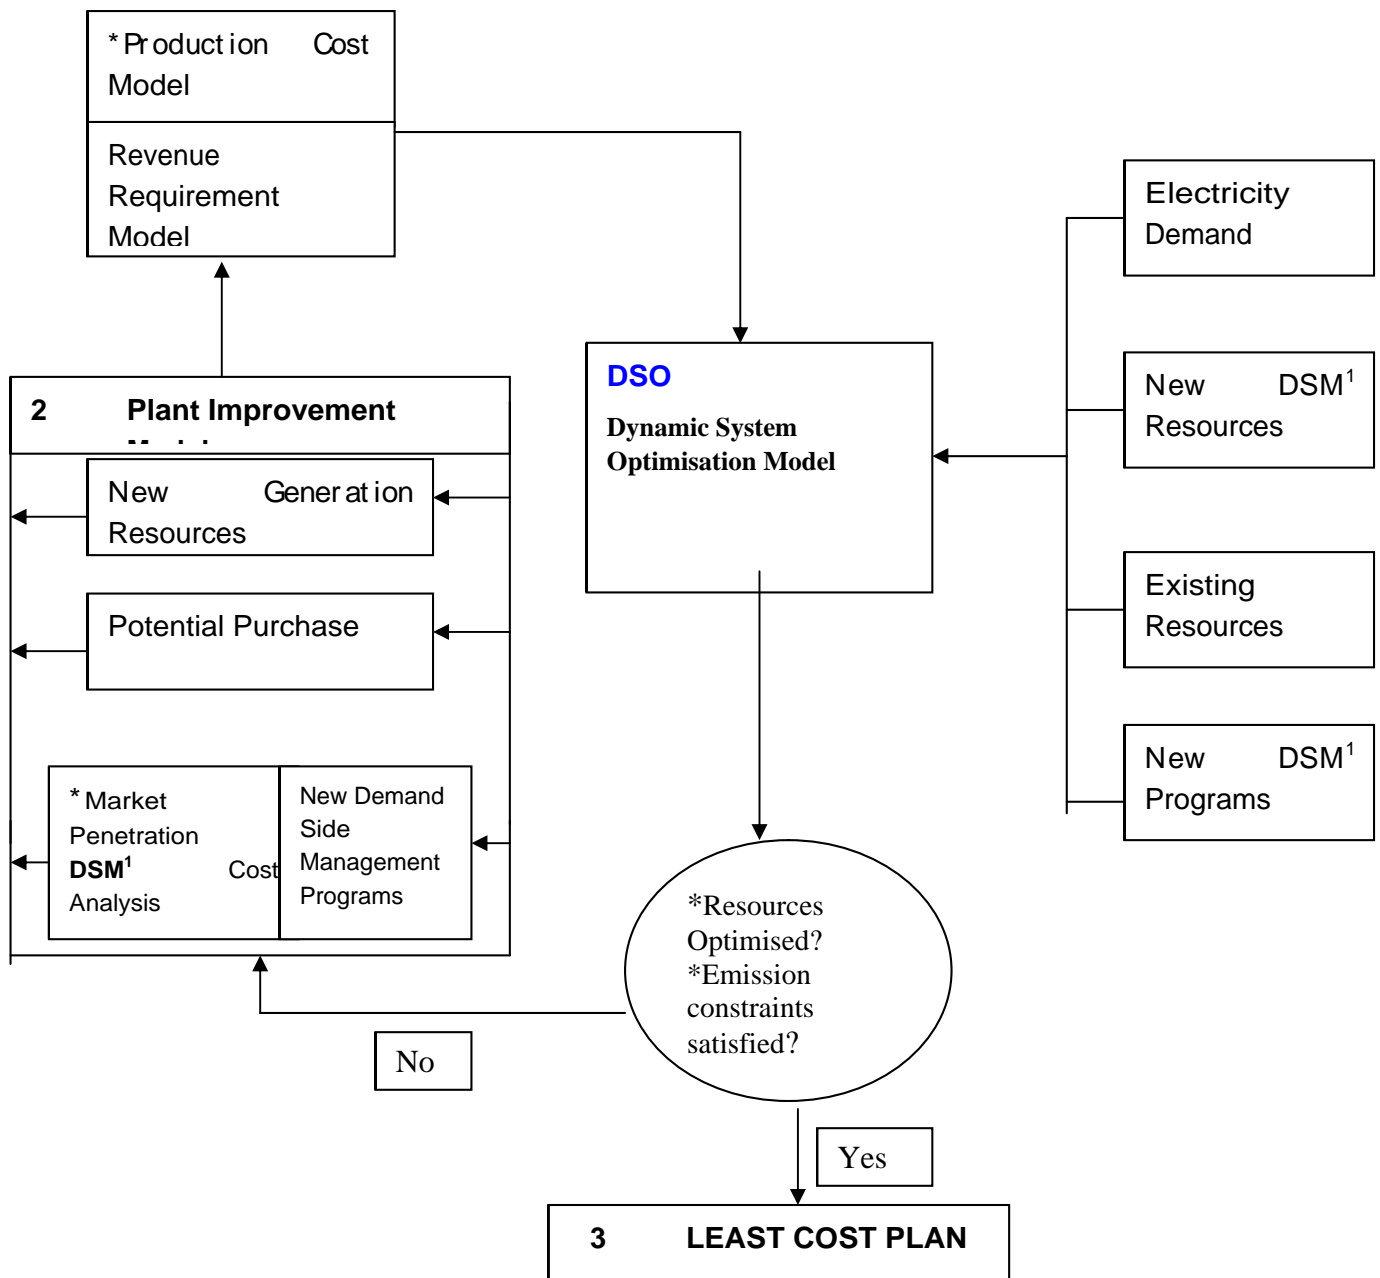 *Production Cost
Model
Revenue
Requirement
Model
Electricity
Demand
New DSM¹
Resources
Existing
Resources
New DSM¹
Programs
DSO
Dynamic System
Optimisation Model
2 Plant Improvement
New Generation
Resources
Potential Purchase
*Market
Penetration
DSM¹ Cost
Analysis
New Demand
Side
Management
Programs
*Resources
Optimised?
*Emission
constraints
satisfied?
No
Yes
3 LEAST COST PLAN